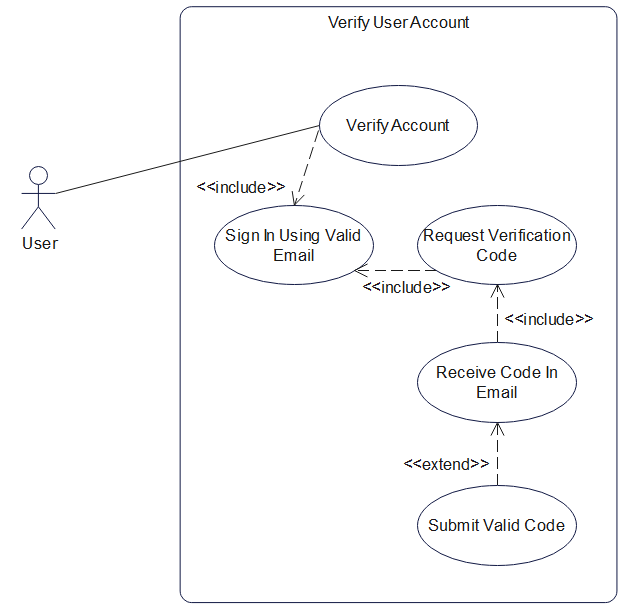 Verify User Account
Verify Account
<<include>>
User
Sign In Using Valid
Email
Request Verification
Code
<<include>>
<<include>>
Receive Code In
Email
<<extend>>
Submit Valid Code